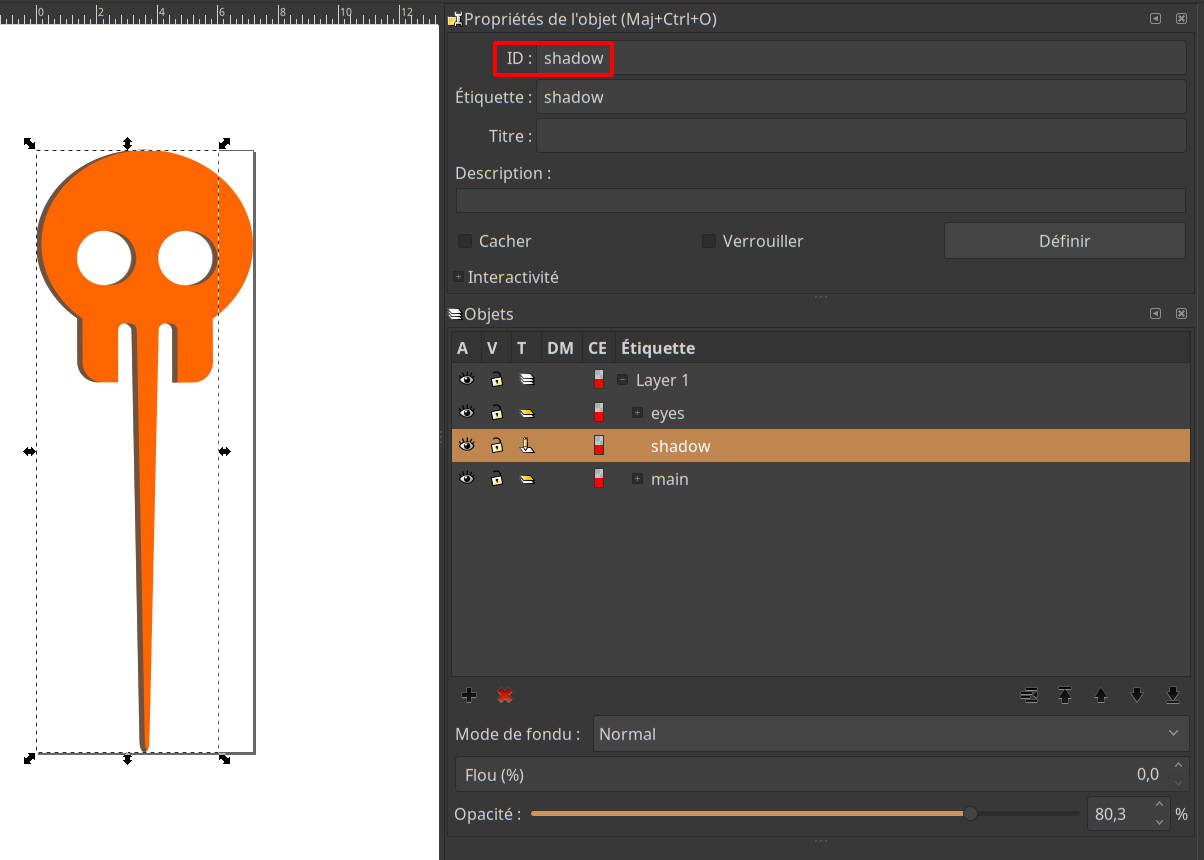 0 2 4 6 8 10 12
Propriétés de l'objet (Maj+Ctrl+O)
ID : shadow
Étiquette : shadow
Titre :
Description :
Cacher Verrouiller Définir
Interactivité
Objets
A V T DM CE Étiquette
Layer 1
eyes
shadow
main
Mode de fondu : Normal
Flou (%) 0,0
Opacité : 80,3 %